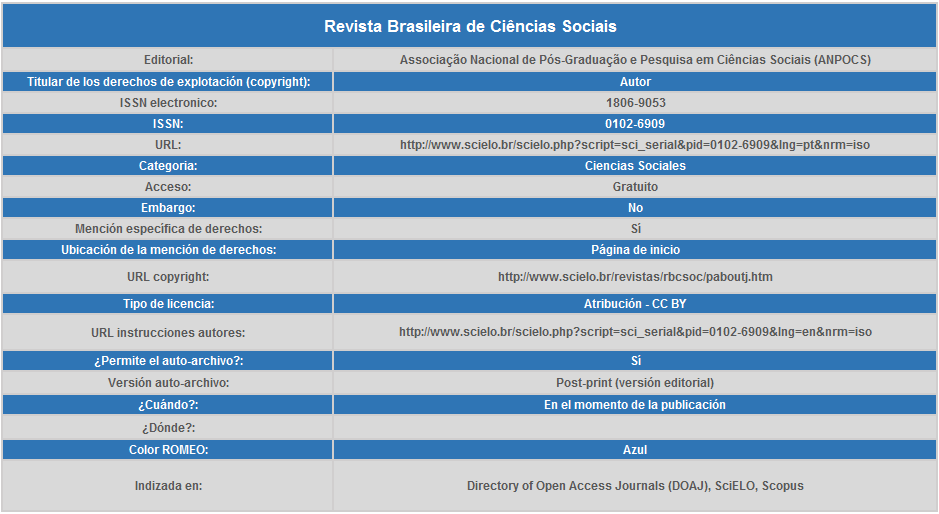 Revista Brasileira de Ciências Sociais
Editorial: Associação Nacional de Pós-Graduação e Pesquisa em Ciências Sociais (ANPOCS)
Titular de los derechos de explotación (copyright): Autor
ISSN electronico: 1806-9053
ISSN: 0102-6909
URL: http://www.scielo.br/scielo.php?script=sci_serial&pid=0102-6909&lng=pt&nrm=iso
Categoria: Ciencias Sociales
Acceso: Gratuito
Embargo: No
Mención específica de derechos: Sí
Ubicación de la mención de derechos: Página de inicio
URL copyright: http://www.scielo.br/revistas/rbcsoc/paboutj.htm
Tipo de licencia: Atribución - CC BY
URL instrucciones autores: http://www.scielo.br/scielo.php?script=sci_serial&pid=0102-6909&lng=en&nrm=iso
¿Permite el auto-archivo?: Sí
Versión auto-archivo: Post-print (versión editorial)
¿Cuándo?: En el momento de la publicación
¿Dónde?:
Color ROMEO: Azul
Indizada en: Directory of Open Access Journals (DOAJ), SciELO, Scopus